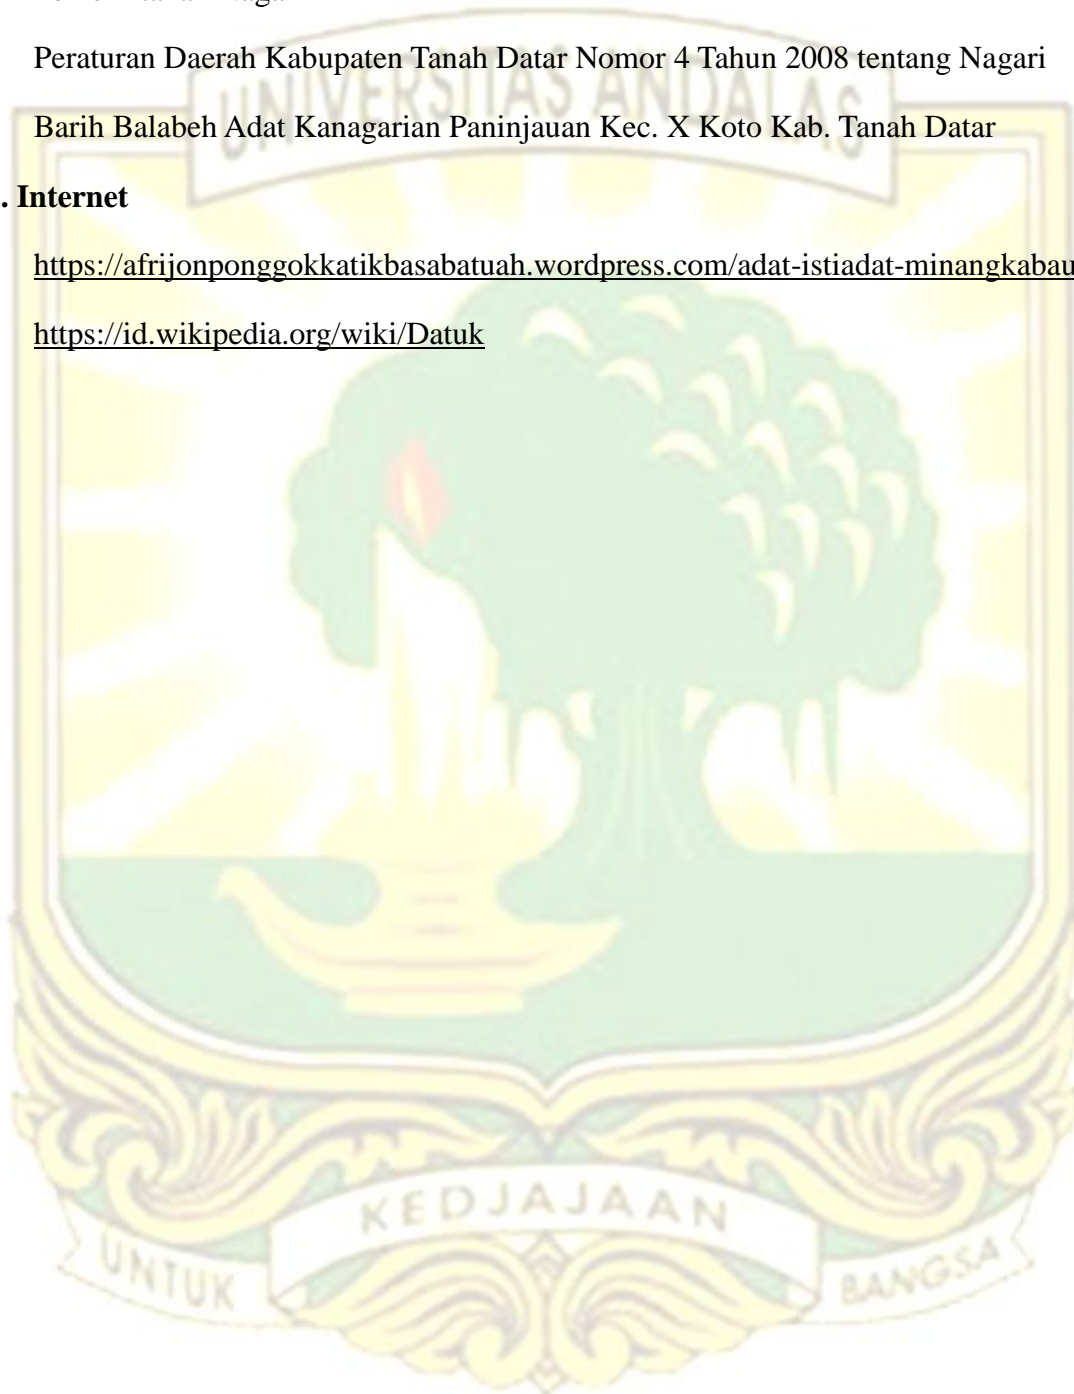 Peraturan Daerah Kabupaten Tanah Datar Nomor 4 Tahun 2008 tentang Nagari
UNIVERSITAS ANDALAS
Barih Balabeh Adat Kanagarian Paninjauan Kec. X Koto Kab. Tanah Datar
. Internet
https://afrijonponggokkatikbasabatuah.wordpress.com/adat-istiadat-minangkabau
https://id.wikipedia.org/wiki/Datuk
KEDJAJAAN
UNTUK
BANGSA